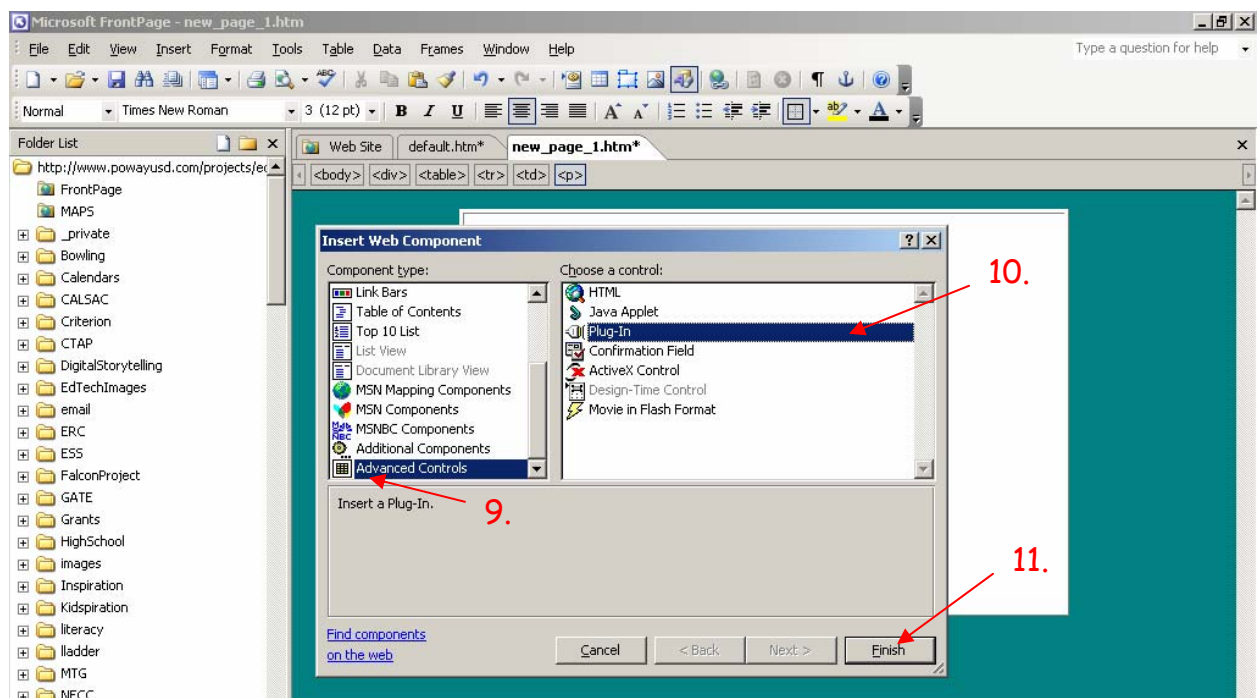 Microsoft FrontPage - new_page_1.htm
File Edit View Insert Format Tools Table Data Frames Window Help Type a question for help
Normal Times New Roman 3 (12 pt) B I U A A ab A
Folder List
Web Site default.htm* new_page_1.htm*
<body> <div> <table> <tr> <td> <p>
http://www.powayusd.com/projects/ed
FrontPage
MAPS
_private
Bowling
Calendars
CALSAC
Criterion
CTAP
DigitalStorytelling
EdTechImages
email
ERC
ESS
FalconProject
GATE
Grants
HighSchool
images
Inspiration
Kidspiration
literacy
lladder
MTG
NECC
Insert Web Component
Component type:
Link Bars
Table of Contents
Top 10 List
List View
Document Library View
MSN Mapping Components
MSN Components
MSNBC Components
Additional Components
Advanced Controls
Choose a control:
HTML
Java Applet
Plug-In
Confirmation Field
ActiveX Control
Design-Time Control
Movie in Flash Format
10.
9.
Insert a Plug-In.
11.
Find components
on the web
Cancel < Back Next > Finish